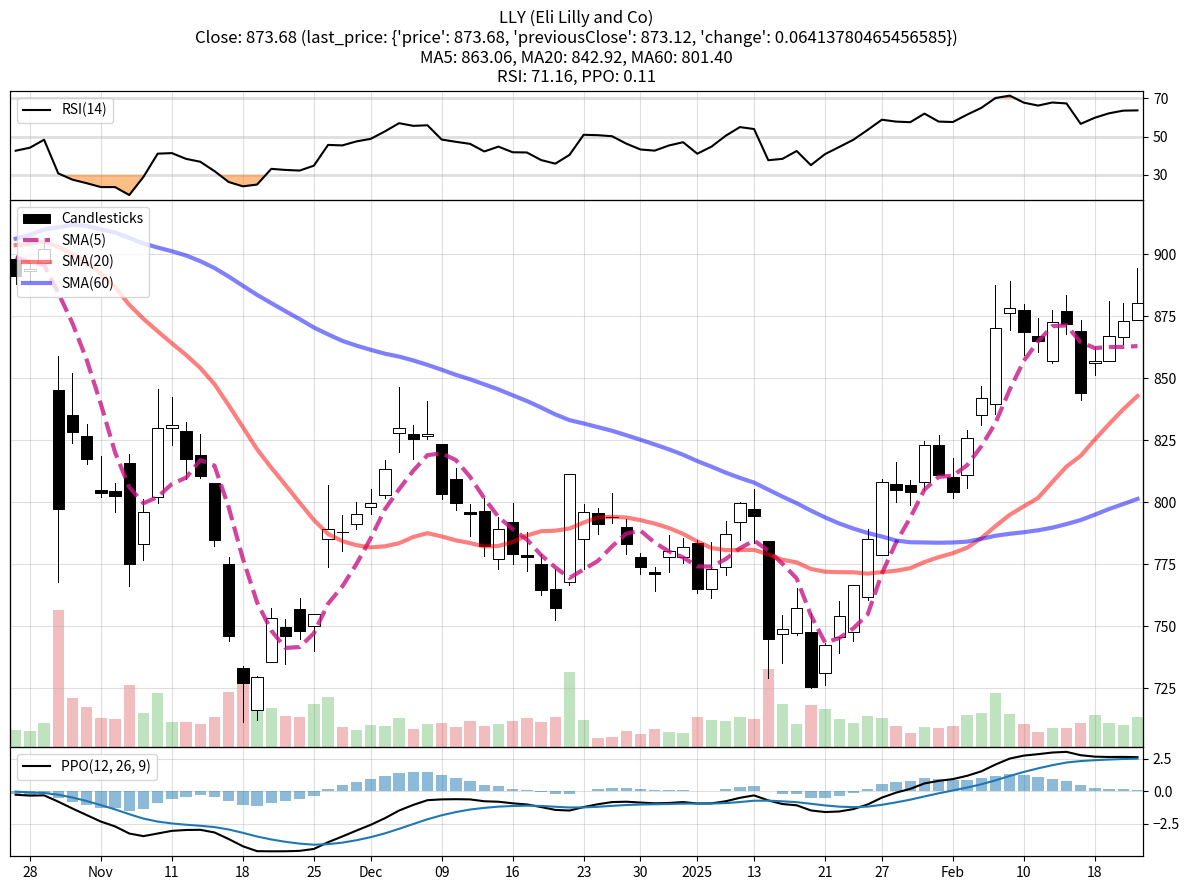 LLY (Eli Lilly and Co)
Close: 873.68 (last_price: {'price': 873.68, 'previousClose': 873.12, 'change': 0.06413780465456585})
MA5: 863.06, MA20: 842.92, MA60: 801.40
RSI: 71.16, PPO: 0.11
RSI(14)
70
50
30
Candlesticks
SMA(5)
SMA(20)
SMA(60)
900
875
850
825
800
775
750
725
PPO(12, 26, 9)
2.5
0.0
−2.5
28 Nov 11 18 25 Dec 09 16 23 30 2025 13 21 27 Feb 10 18